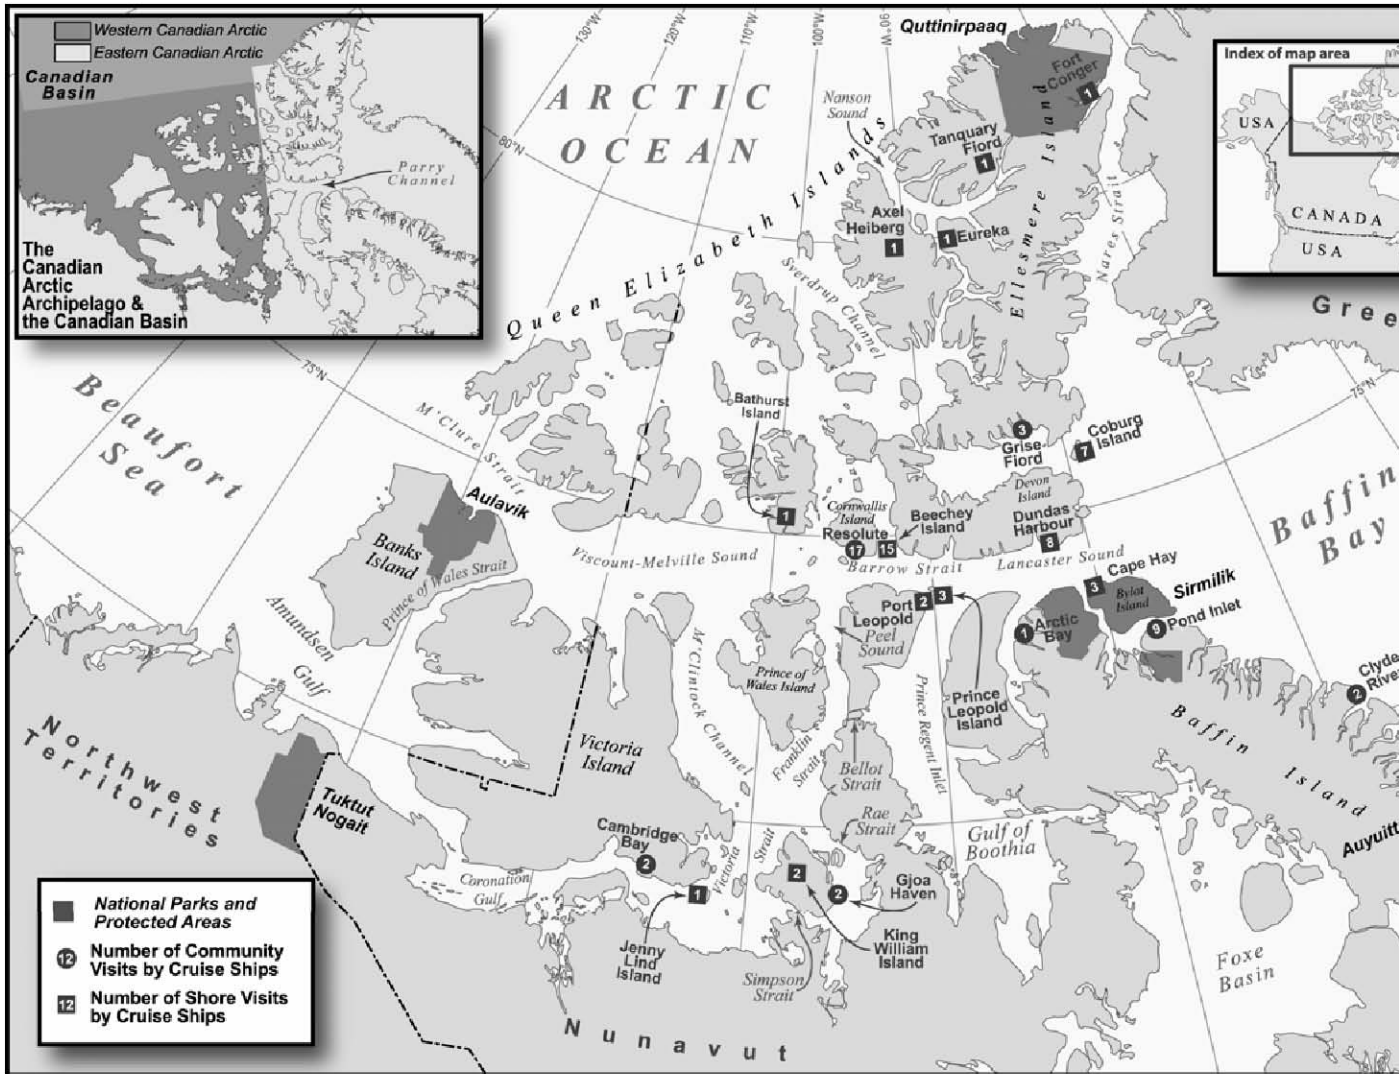 Western Canadian Arctic
Eastern Canadian Arctic
Canadian
Basin
Parry
Channel
The
Canadian
Arctic
Archipelago &
the Canadian Basin
130°W
120°W
110°W
100°W
90°W
80°N
75°N
75°N
ARCTIC
OCEAN
Quttinirpaaq
Fort
Conger
1
Nanson
Sound
Tanquary
Fiord
1
Axel
Heiberg
1
1
Eureka
Ellesmere Island
Nares Strait
Queen Elizabeth Islands
Sverdrup Channel
Index of map area
USA
CANADA
USA
Gree
Beaufort
Sea
M'Clure Strait
Bathurst
Island
1
3
Grise
Fiord
Coburg
Island
7
Devon
Island
Cornwallis
Island
Resolute
17
15
Beechey
Island
Dundas
Harbour
8
Baffin
Bay
Aulavik
Banks
Island
Prince of Wales Strait
Viscount-Melville Sound
Barrow Strait
Lancaster Sound
3
Cape Hay
Bylot
Island
Sirmilik
9
Pond Inlet
Port
Leopold
2
3
1
Arctic
Bay
Peel
Sound
Amundsen
Gulf
M'Clintock Channel
Prince of
Wales Island
Prince
Leopold
Island
Prince Regent Inlet
Clyde
River
2
Baffin
Island
Northwest
Territories
Victoria
Island
Franklin
Strait
Bellot
Strait
Tuktut
Nogait
Rae
Strait
Gulf of
Boothia
Auyuitt
Cambridge
Bay
2
Victoria
Strait
2
2
Gjoa
Haven
Coronation
Gulf
1
Jenny
Lind
Island
Simpson
Strait
King
William
Island
Foxe
Basin
Nunavut
National Parks and
Protected Areas
12
Number of Community
Visits by Cruise Ships
12
Number of Shore Visits
by Cruise Ships